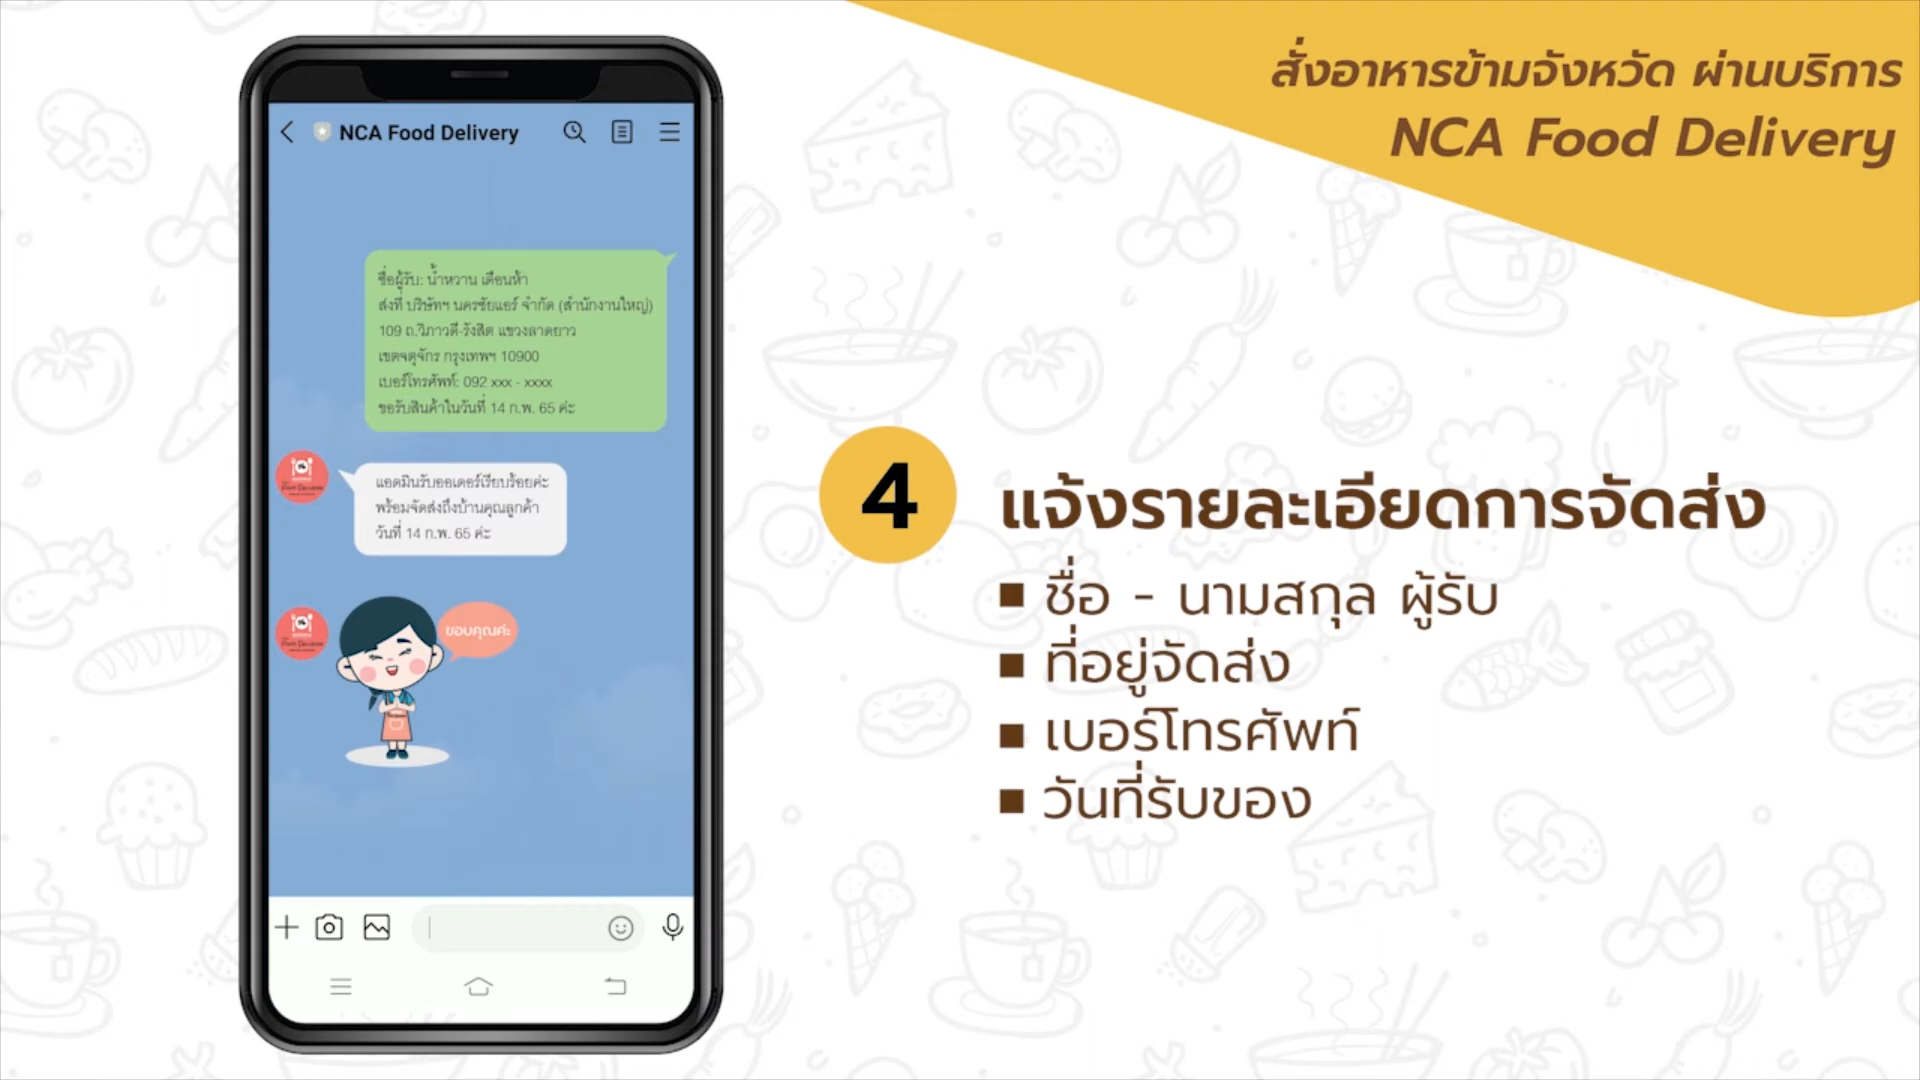 สั่งอาหารข้ามจังหวัด ผ่านบริการ
NCA Food Delivery
NCA Food Delivery
ชื่อผู้รับ: น้ำหวาน เดือนห้า
ส่งที่ บริษัทฯ นครชัยแอร์ จำกัด (สำนักงานใหญ่)
109 ถ.วิภาวดี-รังสิต แขวงลาดยาว
เขตจตุจักร กรุงเทพฯ 10900
เบอร์โทรศัพท์: 092 xxx - xxxx
ขอรับสินค้าในวันที่ 14 ก.พ. 65 ค่ะ
แอดมินรับออเดอร์เรียบร้อยค่ะ
พร้อมจัดส่งถึงบ้านคุณลูกค้า
วันที่ 14 ก.พ. 65 ค่ะ
ขอบคุณค่ะ
4
แจ้งรายละเอียดการจัดส่ง
■ ชื่อ - นามสกุล ผู้รับ
■ ที่อยู่จัดส่ง
■ เบอร์โทรศัพท์
■ วันที่รับของ